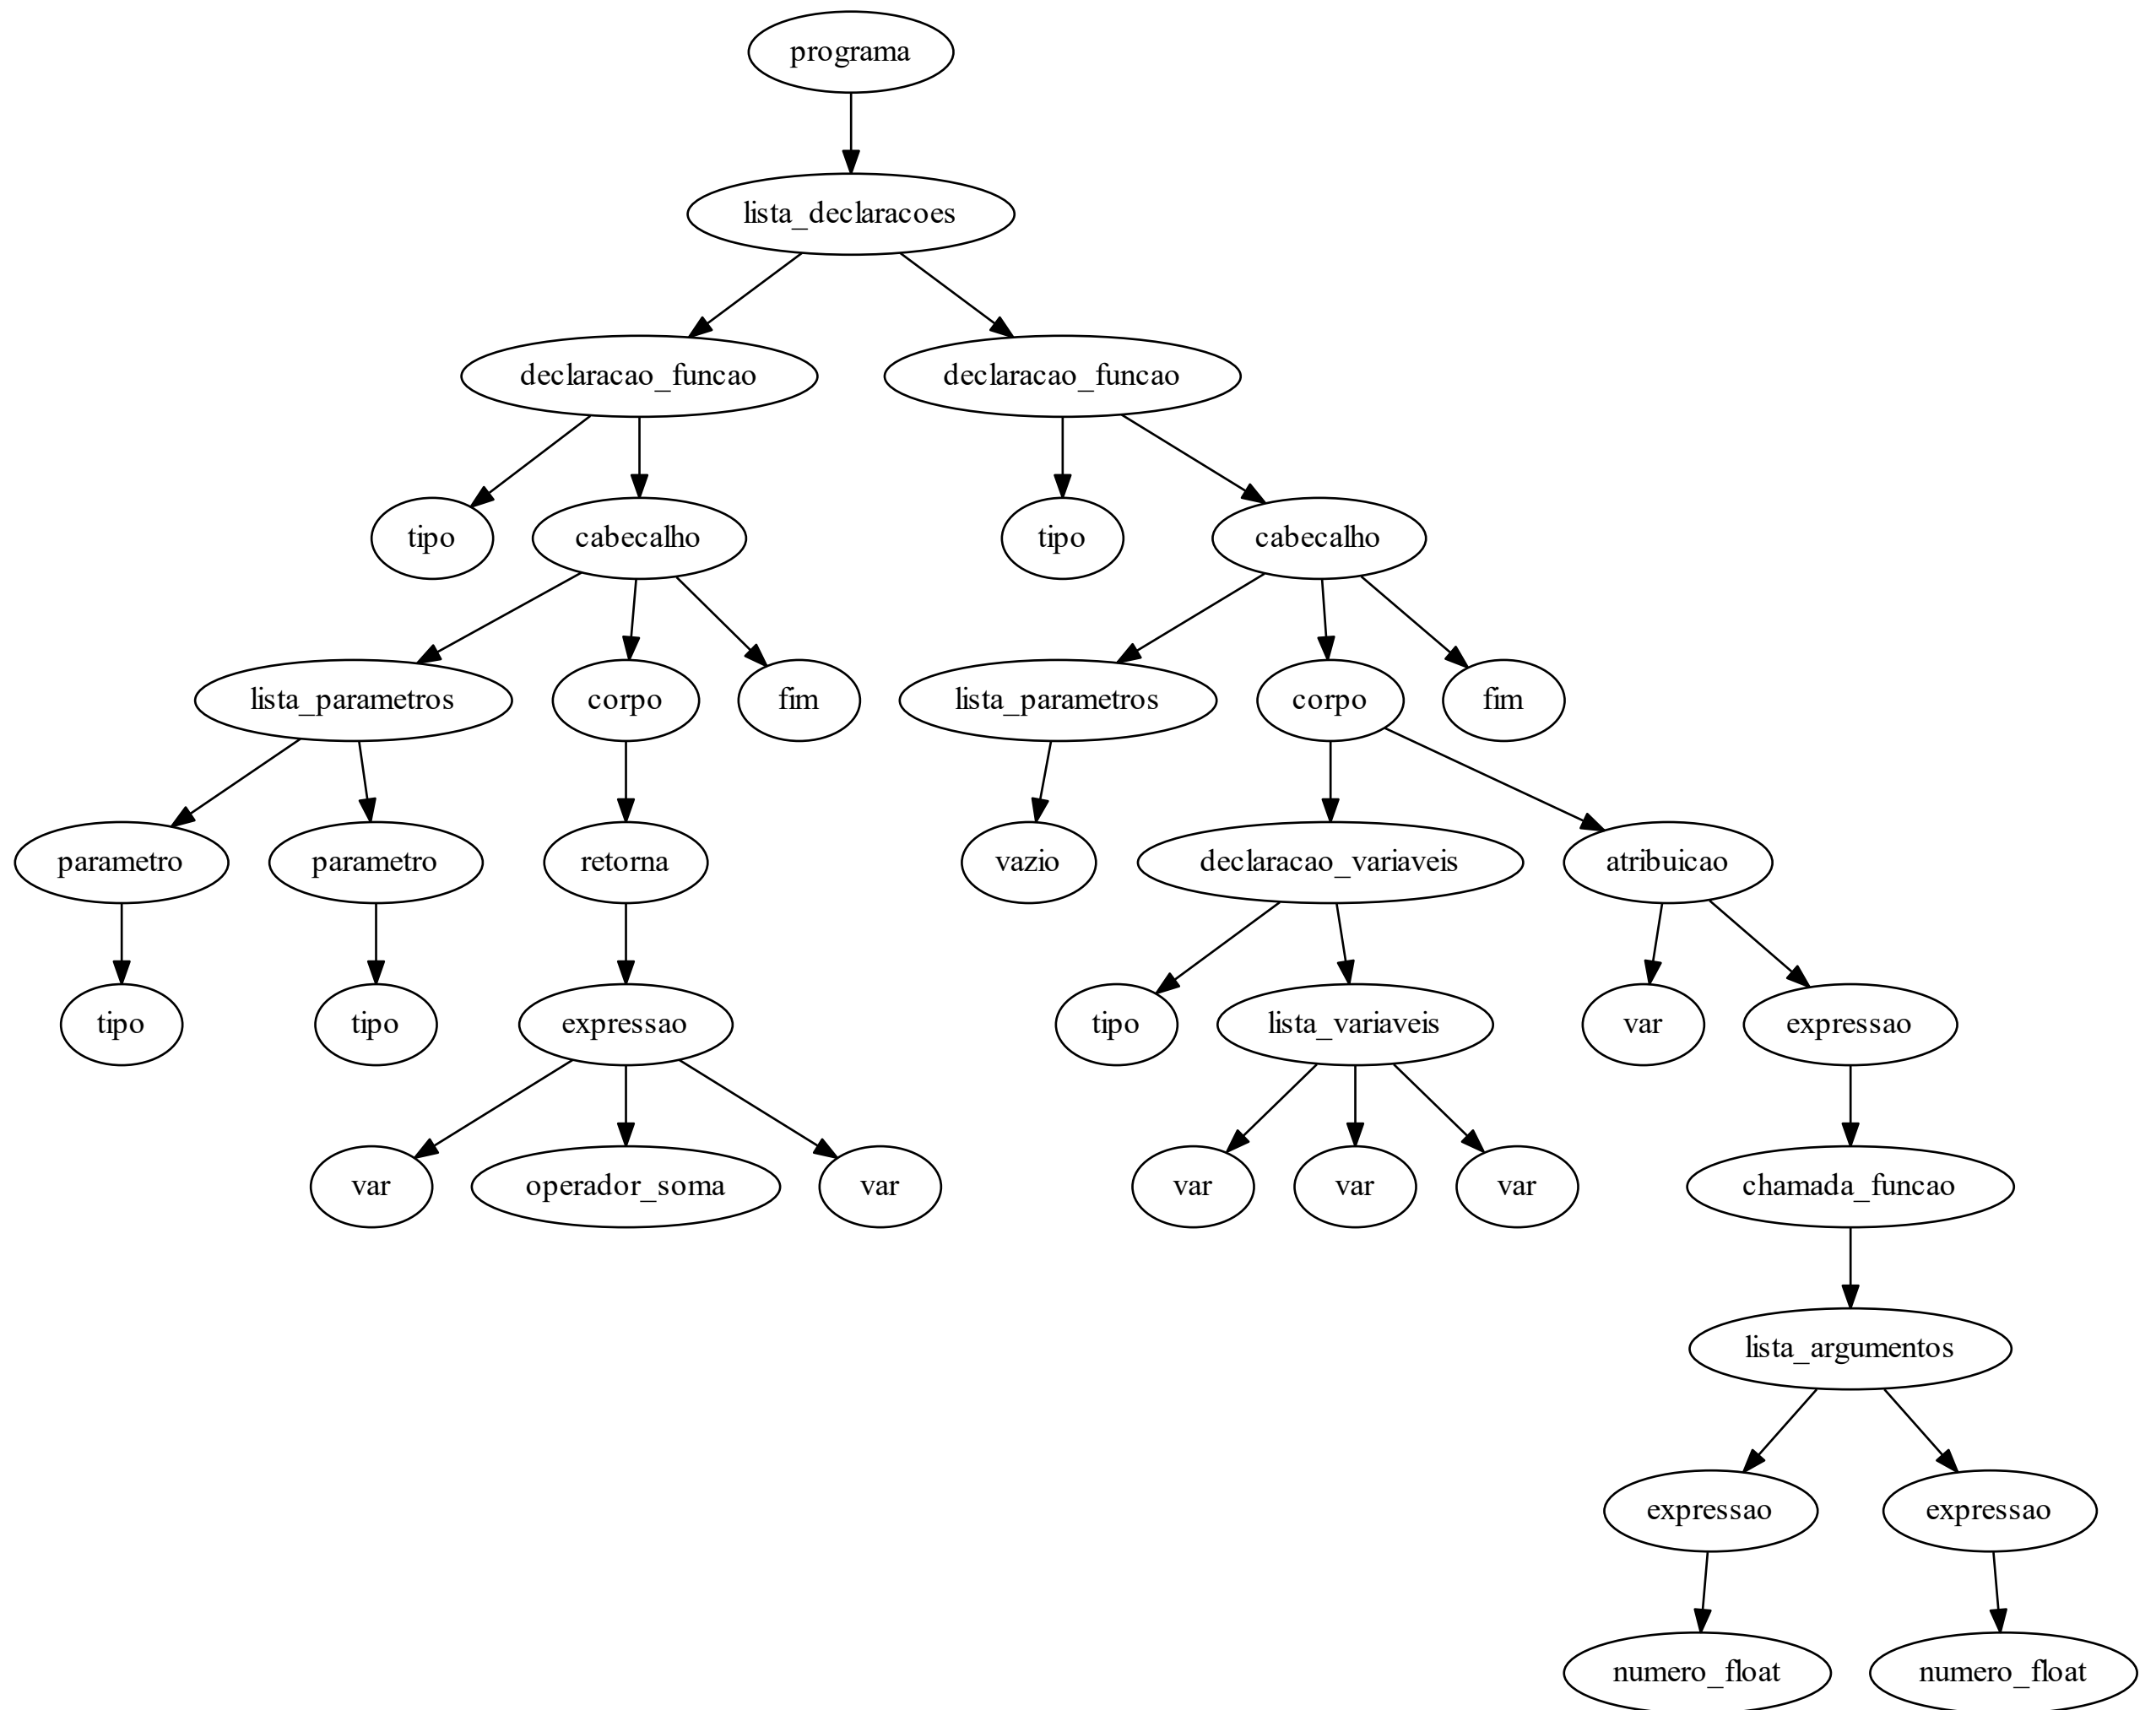 programa
lista_declaracoes
declaracao_funcao
declaracao_funcao
tipo
cabecalho
tipo
cabecalho
lista_parametros
corpo
fim
lista_parametros
corpo
fim
parametro
parametro
retorna
vazio
declaracao_variaveis
atribuicao
tipo
tipo
expressao
tipo
lista_variaveis
var
expressao
var
operador_soma
var
var
var
var
chamada_funcao
lista_argumentos
expressao
expressao
numero_float
numero_float